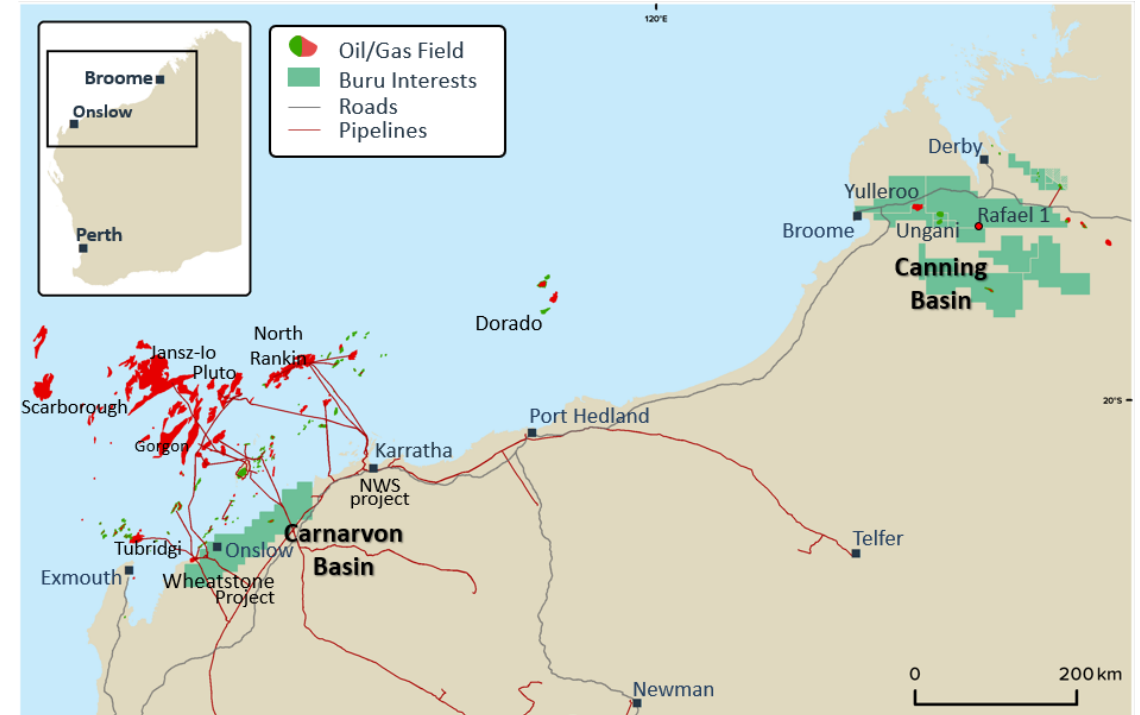 120°E
Broome
Onslow
Perth
Oil/Gas Field
Buru Interests
Roads
Pipelines
Derby
Yulleroo
Rafael 1
Broome
Ungani
Canning
Basin
Dorado
North
Rankin
Jansz-Io
Pluto
Scarborough
20°S
Port Hedland
Gorgon
Karratha
NWS
project
Carnarvon
Basin
Telfer
Tubridgi
Onslow
Exmouth
Wheatstone
Project
0
200 km
Newman